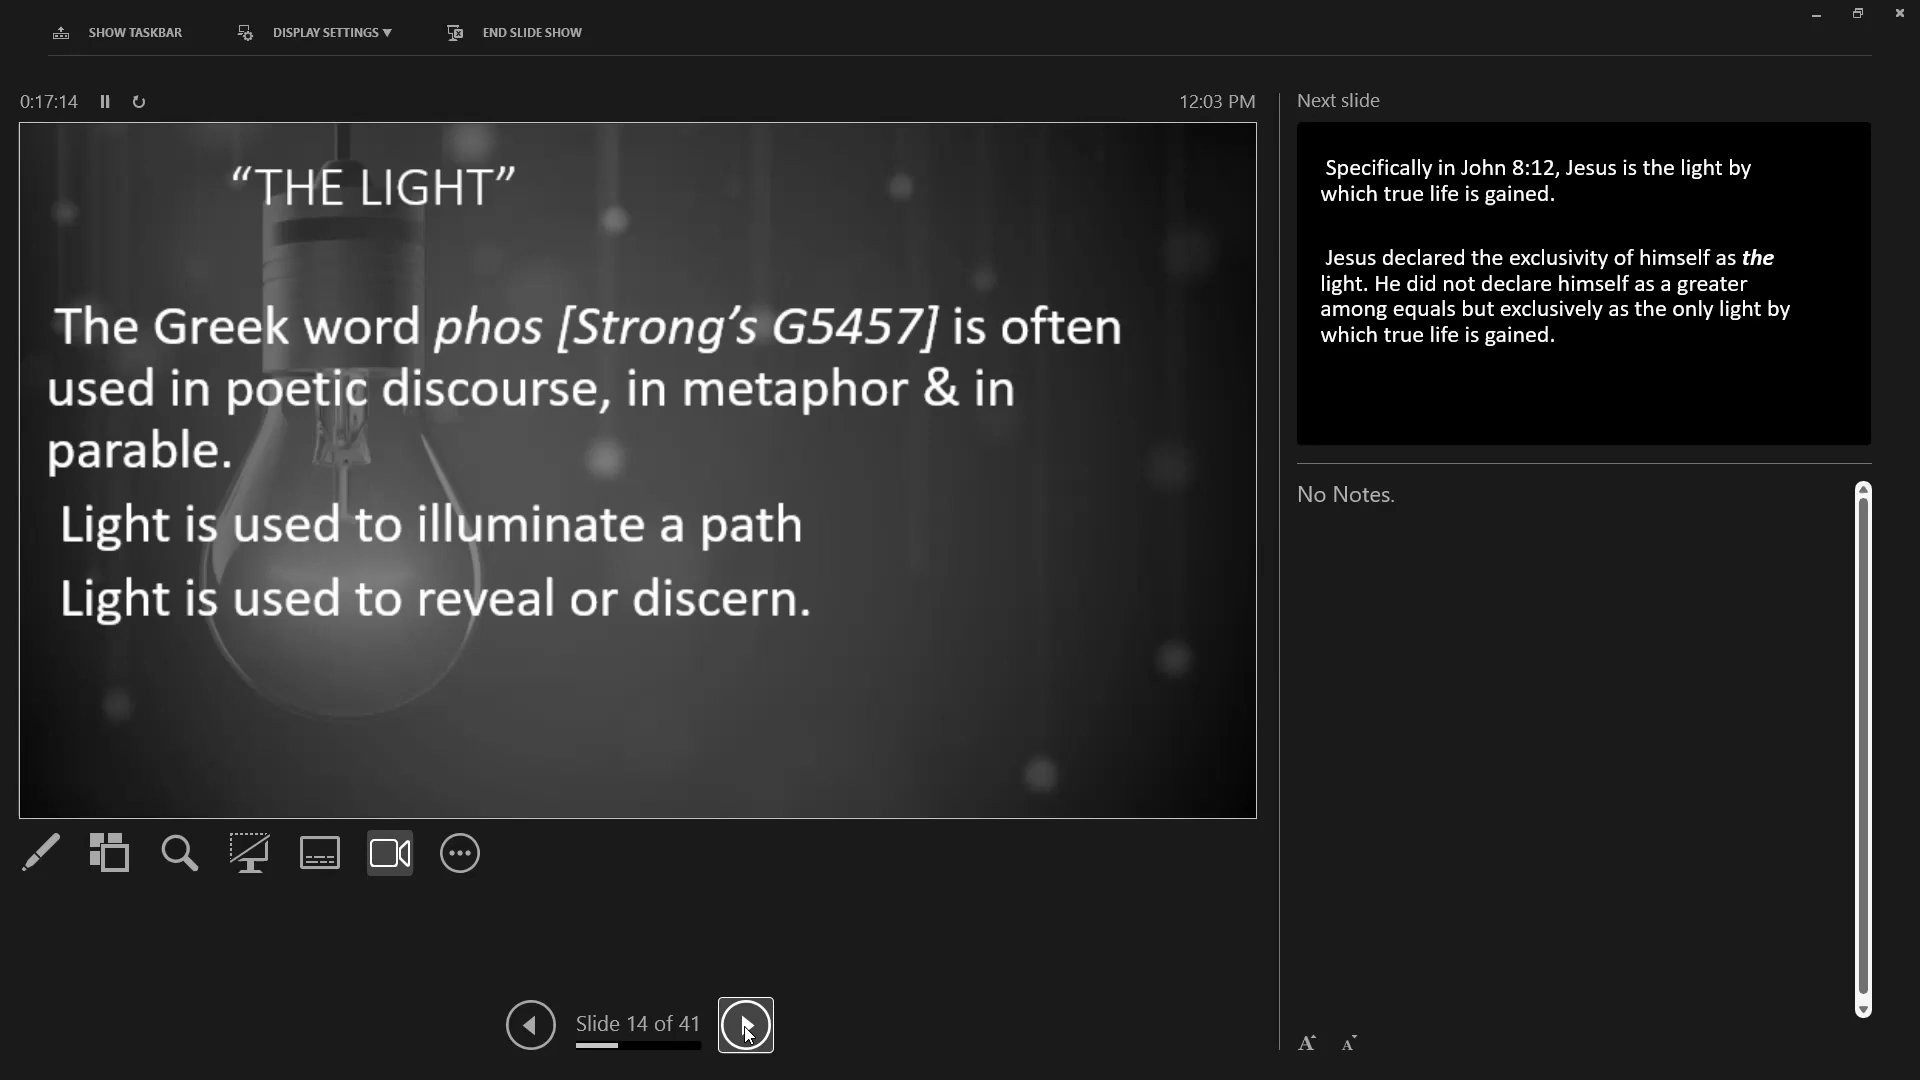 SHOW TASKBAR
DISPLAY SETTINGS ▼
END SLIDE SHOW
0:17:14
12:03 PM
“THE LIGHT”
The Greek word phos [Strong’s G5457] is often
used in poetic discourse, in metaphor & in
parable.
Light is used to illuminate a path
Light is used to reveal or discern.
Slide 14 of 41
Next slide
Specifically in John 8:12, Jesus is the light by
which true life is gained.
Jesus declared the exclusivity of himself as the
light. He did not declare himself as a greater
among equals but exclusively as the only light by
which true life is gained.
No Notes.
A A